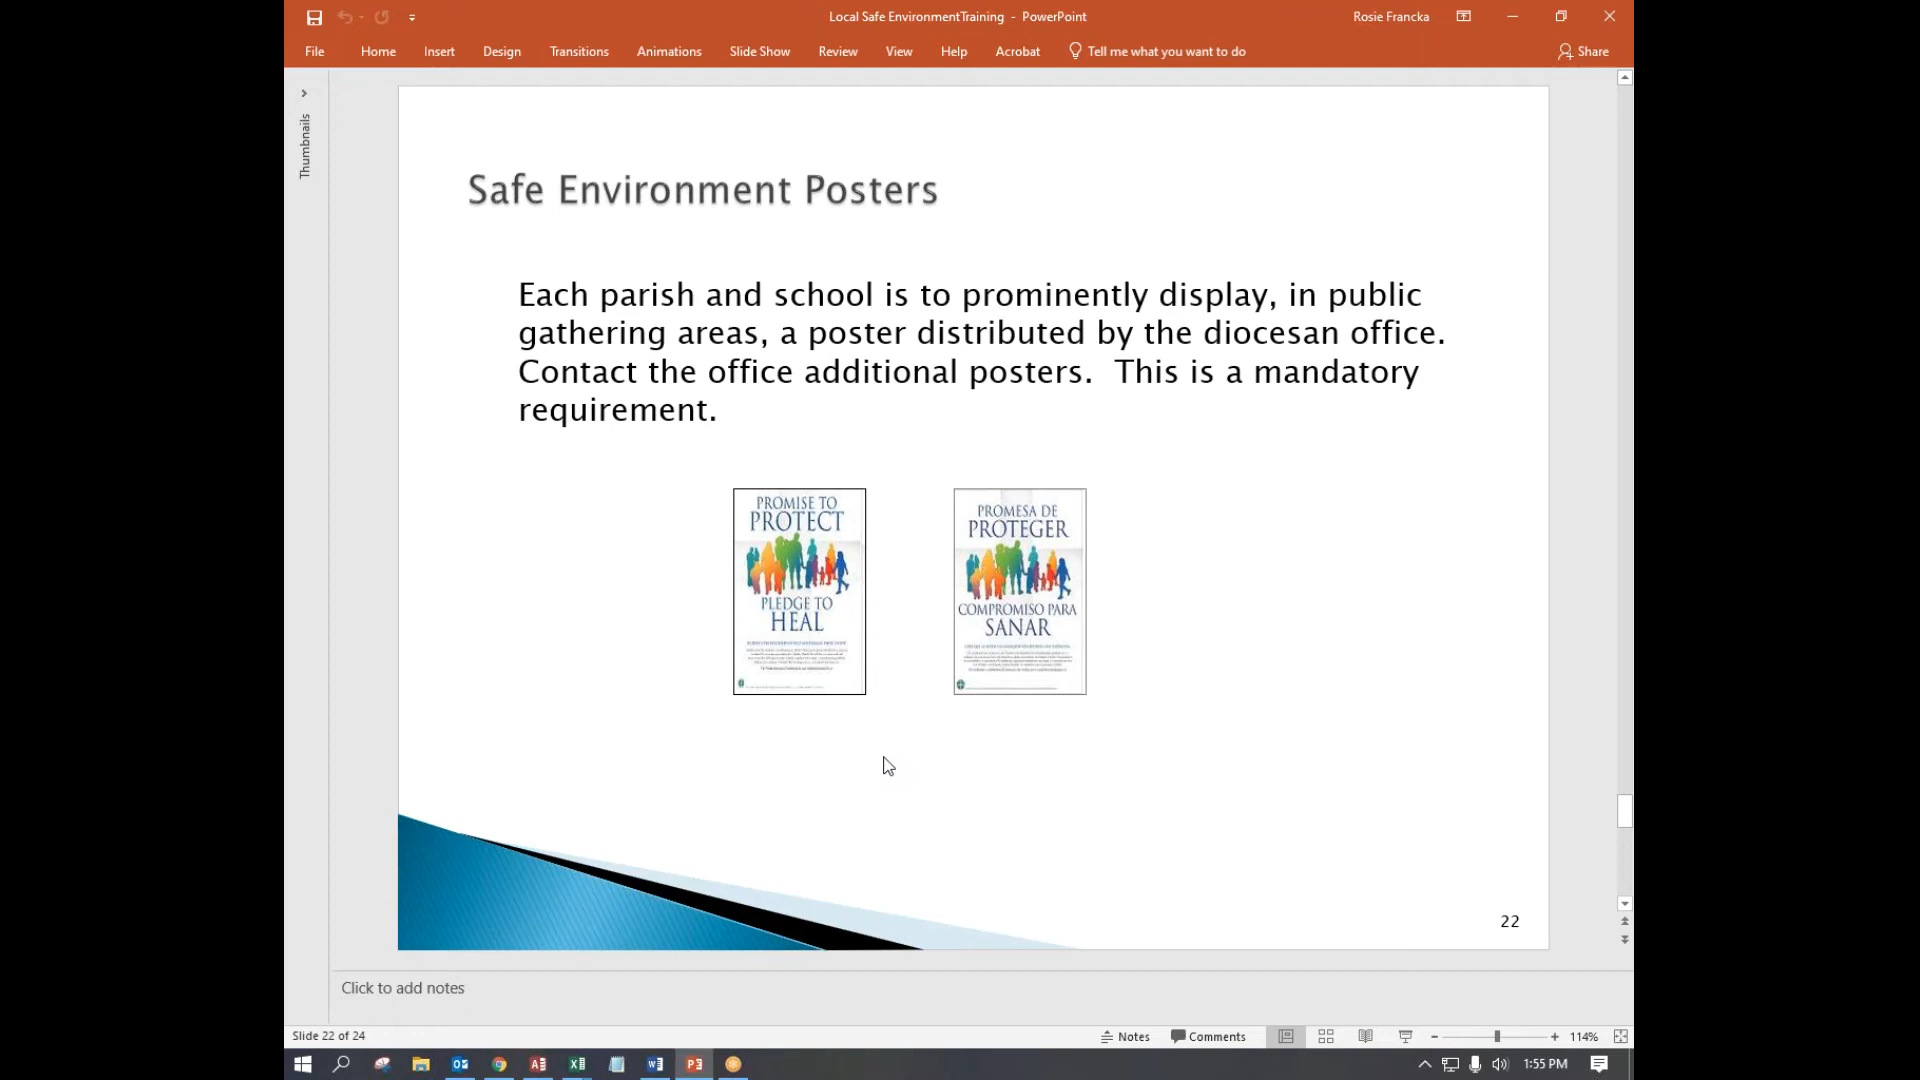 Local Safe EnvironmentTraining - PowerPoint
Rosie Francka
File Home Insert Design Transitions Animations Slide Show Review View Help Acrobat Tell me what you want to do Share
Thumbnails
Safe Environment Posters
Each parish and school is to prominently display, in public
gathering areas, a poster distributed by the diocesan office.
Contact the office additional posters. This is a mandatory
requirement.
PROMISE TO
PROTECT
PLEDGE TO
HEAL
PROMESA DE
PROTEGER
COMPROMISO PARA
SANAR
22
Click to add notes
Slide 22 of 24
Notes Comments 114%
1:55 PM